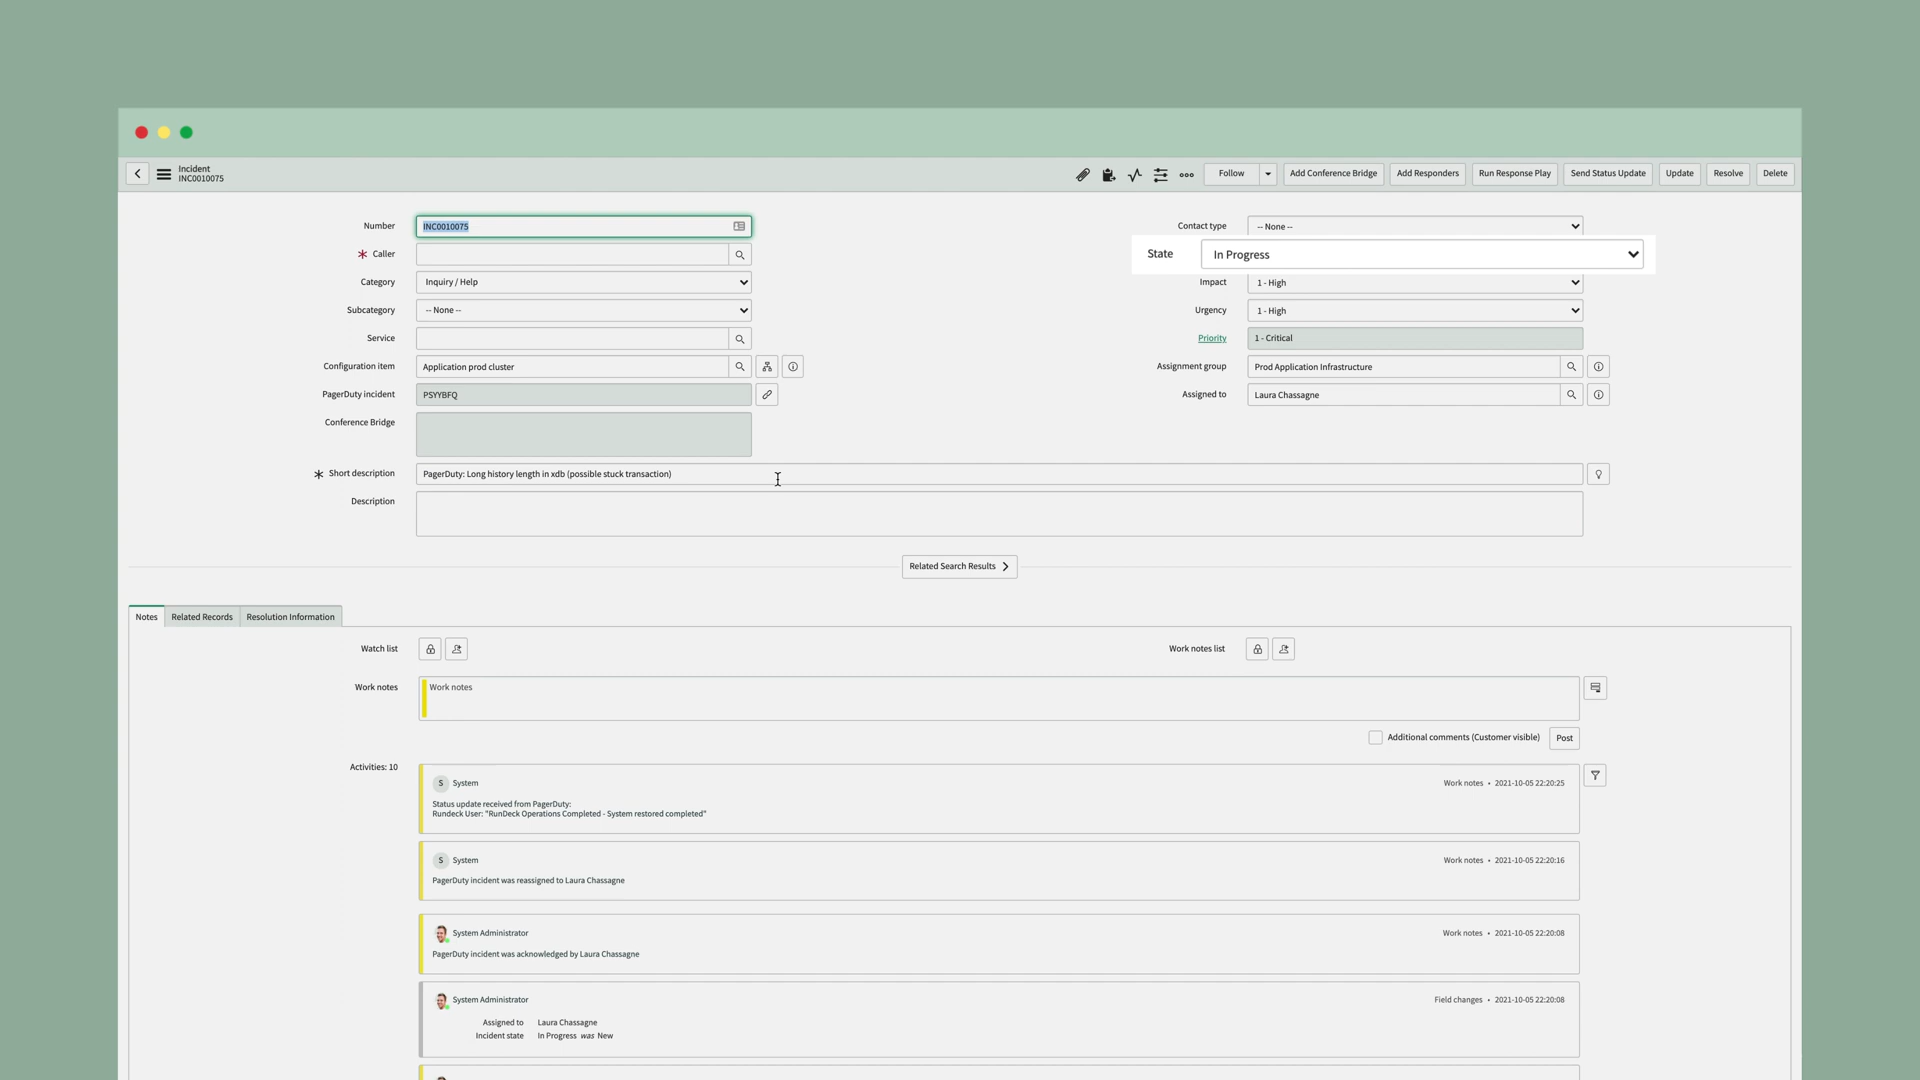 Incident
INC0010075
Follow
Add Conference Bridge
Add Responders
Run Response Play
Send Status Update
Update
Resolve
Delete
Number
INC0010075
Contact type
-- None --
* Caller
State
In Progress
Category
Inquiry / Help
Impact
1 - High
Subcategory
-- None --
Urgency
1 - High
Service
Priority
1 - Critical
Configuration item
Application prod cluster
Assignment group
Prod Application Infrastructure
PagerDuty incident
PSYYBFQ
Assigned to
Laura Chassagne
Conference Bridge
* Short description
PagerDuty: Long history length in xdb (possible stuck transaction)
Description
Related Search Results
Notes
Related Records
Resolution Information
Watch list
Work notes list
Work notes
Work notes
Additional comments (Customer visible)
Post
Activities: 10
S
System
Work notes • 2021-10-05 22:20:25
Status update received from PagerDuty:
Rundeck User: "RunDeck Operations Completed - System restored completed"
S
System
Work notes • 2021-10-05 22:20:16
PagerDuty incident was reassigned to Laura Chassagne
System Administrator
Work notes • 2021-10-05 22:20:08
PagerDuty incident was acknowledged by Laura Chassagne
System Administrator
Field changes • 2021-10-05 22:20:08
Assigned to
Laura Chassagne
Incident state
In Progress was New